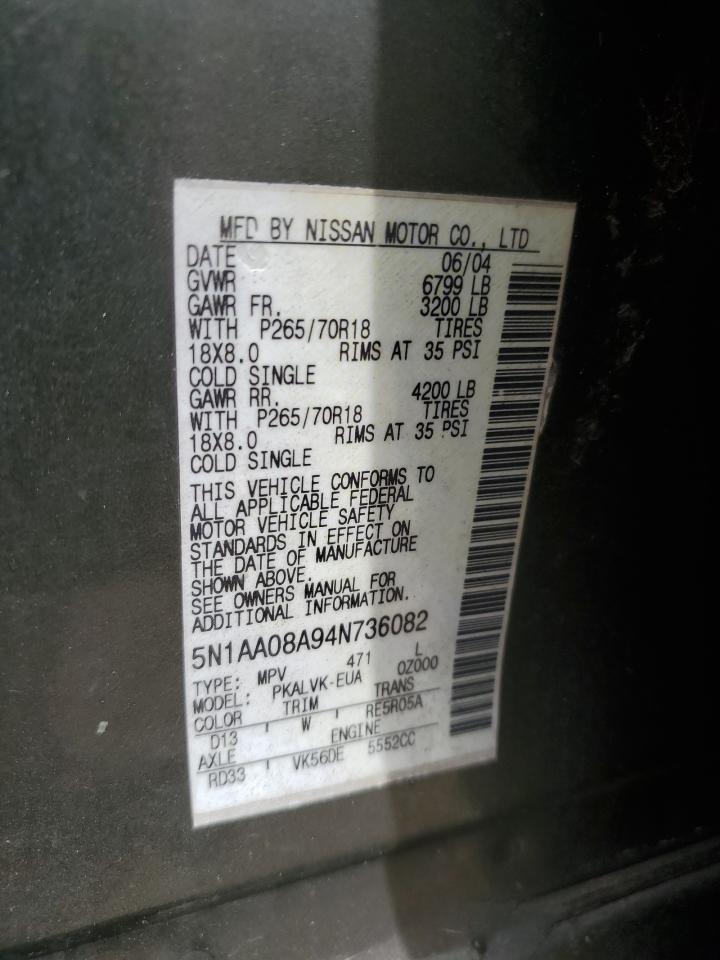 MFD BY NISSAN MOTOR CO., LTD
DATE 06/04
GVWR 6799 LB
GAWR FR. 3200 LB
WITH P265/70R18 TIRES
18X8.0 RIMS AT 35 PSI
COLD SINGLE
GAWR RR. 4200 LB
WITH P265/70R18 TIRES
18X8.0 RIMS AT 35 PSI
COLD SINGLE
THIS VEHICLE CONFORMS TO
ALL APPLICABLE FEDERAL
MOTOR VEHICLE SAFETY
STANDARDS IN EFFECT ON
THE DATE OF MANUFACTURE
SHOWN ABOVE.
SEE OWNERS MANUAL FOR
ADDITIONAL INFORMATION.
5N1AA08A94N736082
TYPE: MPV 471 L
MODEL: PKALVK-EUA 0Z000
COLOR TRIM TRANS
D13 W RE5R05A
AXLE ENGINE
RD33 VK56DE 5552CC